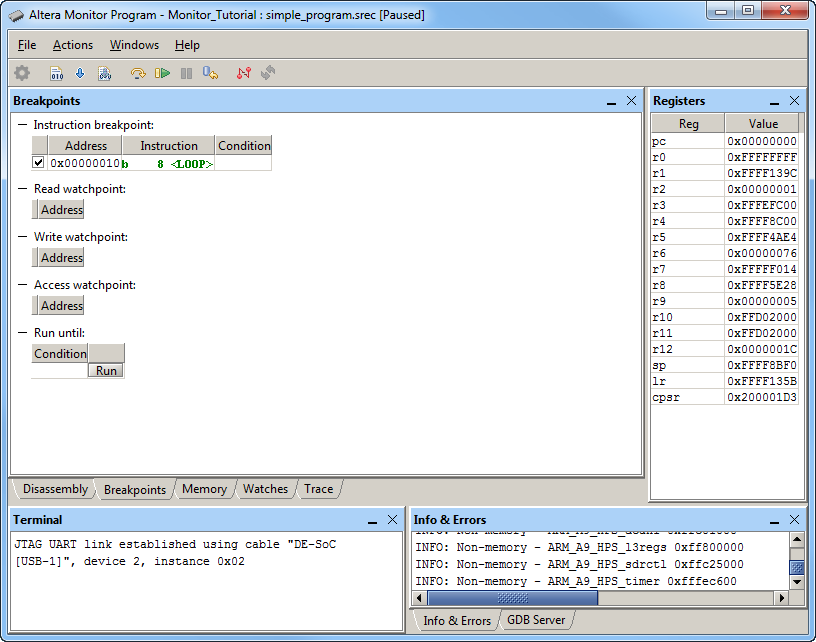 Altera Monitor Program - Monitor_Tutorial : simple_program.srec [Paused]
File Actions Windows Help
Breakpoints
Instruction breakpoint:
Address Instruction Condition
0x00000010 b 8 <LOOP>
Read watchpoint:
Address
Write watchpoint:
Address
Access watchpoint:
Address
Run until:
Condition
Run
Disassembly Breakpoints Memory Watches Trace
Registers
Reg Value
pc 0x00000000
r0 0xFFFFFFFF
r1 0xFFFF139C
r2 0x00000001
r3 0xFFFEFC00
r4 0xFFFF8C00
r5 0xFFFF4AE4
r6 0x00000076
r7 0xFFFFF014
r8 0xFFFF5E28
r9 0x00000005
r10 0xFFD02000
r11 0xFFD02000
r12 0x0000001C
sp 0xFFFF8BF0
lr 0xFFFF135B
cpsr 0x200001D3
Terminal
JTAG UART link established using cable "DE-SoC
[USB-1]", device 2, instance 0x02
Info & Errors
INFO: Non-memory -
INFO: Non-memory - ARM_A9_HPS_l3regs 0xff800000
INFO: Non-memory - ARM_A9_HPS_sdrctl 0xffc25000
INFO: Non-memory - ARM_A9_HPS_timer 0xfffec600
Info & Errors GDB Server